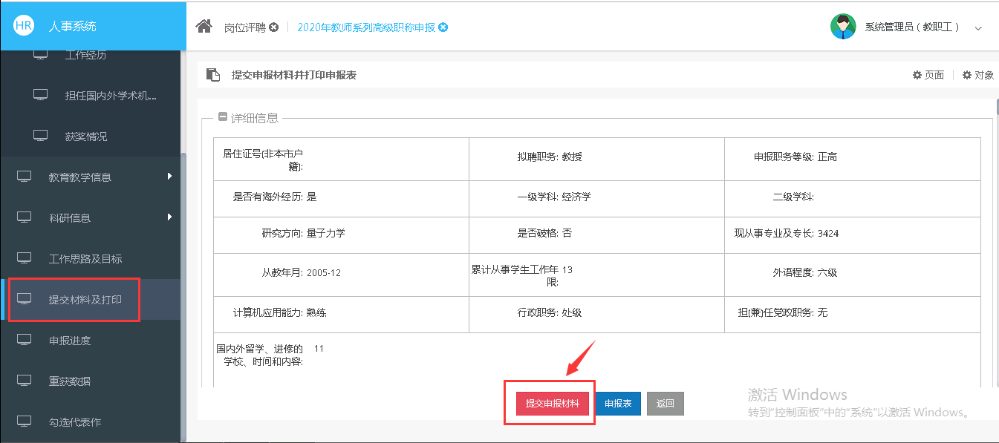 HR 人事系统
岗位评聘
2020年教师系列高级职称申报
系统管理员（教职工）
工作经历
担任国内外学术机...
获奖情况
教育教学信息
科研信息
工作思路及目标
提交材料及打印
申报进度
重获数据
勾选代表作
提交申报材料并打印申报表
页面
对象
详细信息
居住证号(非本市户
籍):
拟聘职务: 教授
申报职务等级: 正高
是否有海外经历: 是
一级学科: 经济学
二级学科:
研究方向: 量子力学
是否破格: 否
现从事专业及专长: 3424
从教年月: 2005-12
累计从事学生工作年 13
限:
外语程度: 六级
计算机应用能力: 熟练
行政职务: 处级
担(兼)任党政职务: 无
国内外留学、进修的 11
学校、时间和内容:
提交申报材料
申报表
返回
激活 Windows
转到"控制面板"中的"系统"以激活 Windows。